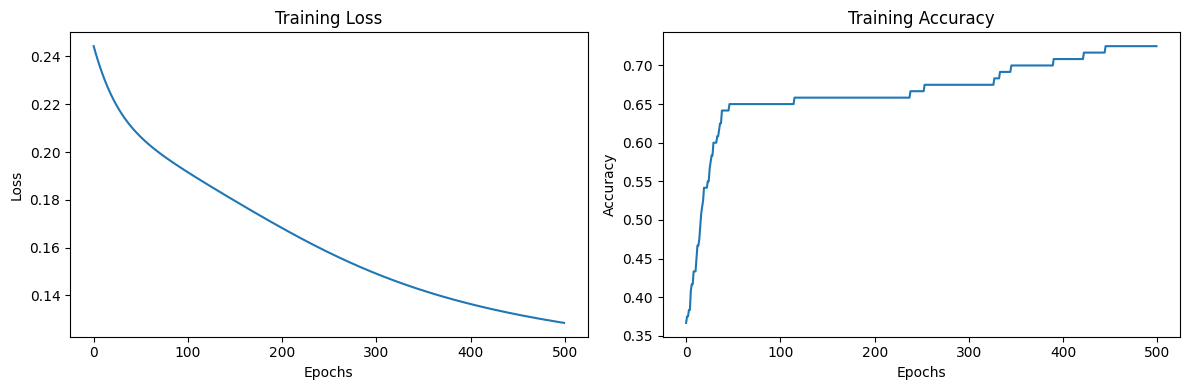 Training Loss
0.24
0.22
0.20
0.18
0.16
0.14
Loss
0 100 200 300 400 500
Epochs
Training Accuracy
0.70
0.65
0.60
0.55
0.50
0.45
0.40
0.35
Accuracy
0 100 200 300 400 500
Epochs